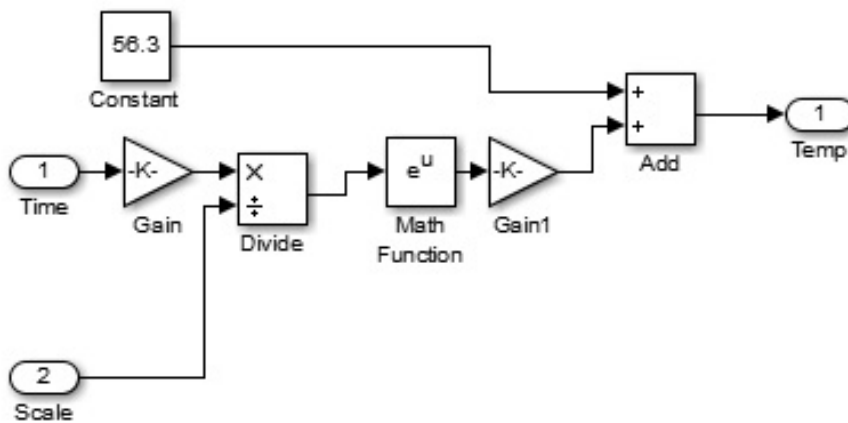 56.3
Constant
+
+
Add
1
Temp
1
Time
-K-
Gain
×
÷
Divide
e^u
Math
Function
-K-
Gain1
2
Scale